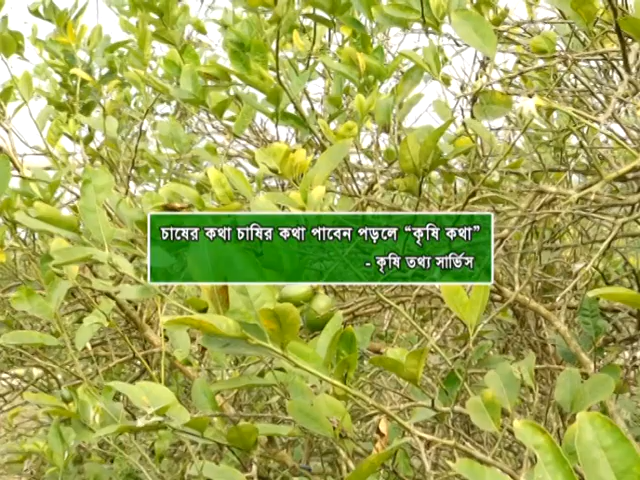 চাষের কথা চাষির কথা পাবেন পড়লে “কৃষি কথা”
- কৃষি তথ্য সার্ভিস